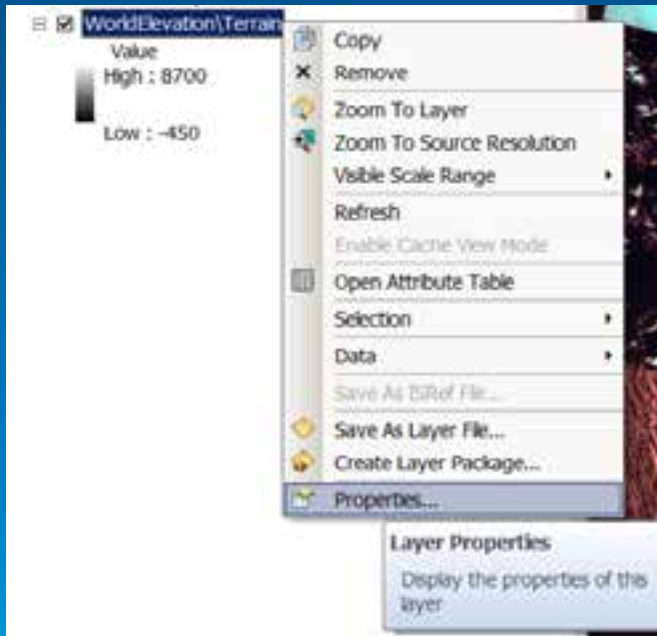 WorldElevation\Terrain
Value
High : 8700
Low : -450
Copy
Remove
Zoom To Layer
Zoom To Source Resolution
Visible Scale Range
Refresh
Enable Cache View Mode
Open Attribute Table
Selection
Data
Save As ISRef File...
Save As Layer File...
Create Layer Package...
Properties...
Layer Properties
Display the properties of this
layer